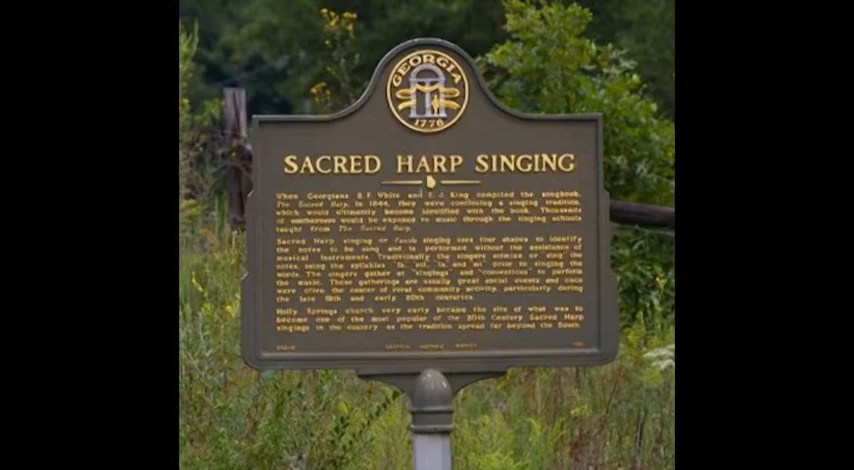 GEORGIA
1776
SACRED HARP SINGING
When Georgians B. F. White and E. J. King compiled the songbook,
The Sacred Harp, in 1844, they were continuing a singing tradition,
which would ultimately become identified with the book. Thousands
of southerners would be exposed to music through the singing schools
taught from The Sacred Harp.
Sacred Harp singing or Fasola singing uses four shapes to identify
the notes to be sung and is performed without the assistance of
musical instruments. Traditionally the singers solmize or "sing" the
notes, using the syllables "fa, sol, la, and mi" prior to singing the
words. The singers gather at "singings" and "conventions" to perform
the music. These gatherings are usually great social events and once
were often the center of rural community activity, particularly during
the late 19th and early 20th centuries.
Holly Springs church very early became the site of what was to
become one of the most popular of the 20th Century Sacred Harp
singings in the country as the tradition spread far beyond the South.
GEORGIA HISTORIC MARKER